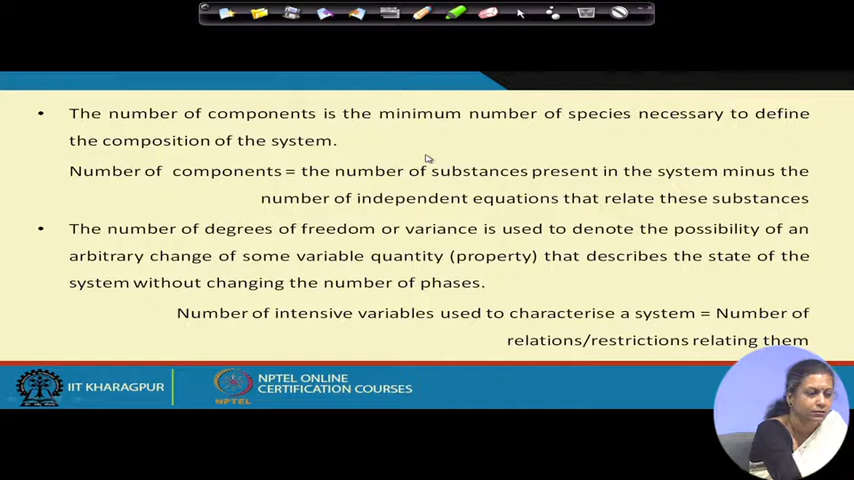 • The number of components is the minimum number of species necessary to define
the composition of the system.
Number of components = the number of substances present in the system minus the
number of independent equations that relate these substances
• The number of degrees of freedom or variance is used to denote the possibility of an
arbitrary change of some variable quantity (property) that describes the state of the
system without changing the number of phases.
Number of intensive variables used to characterise a system = Number of
relations/restrictions relating them
IIT KHARAGPUR
NPTEL
NPTEL ONLINE
CERTIFICATION COURSES